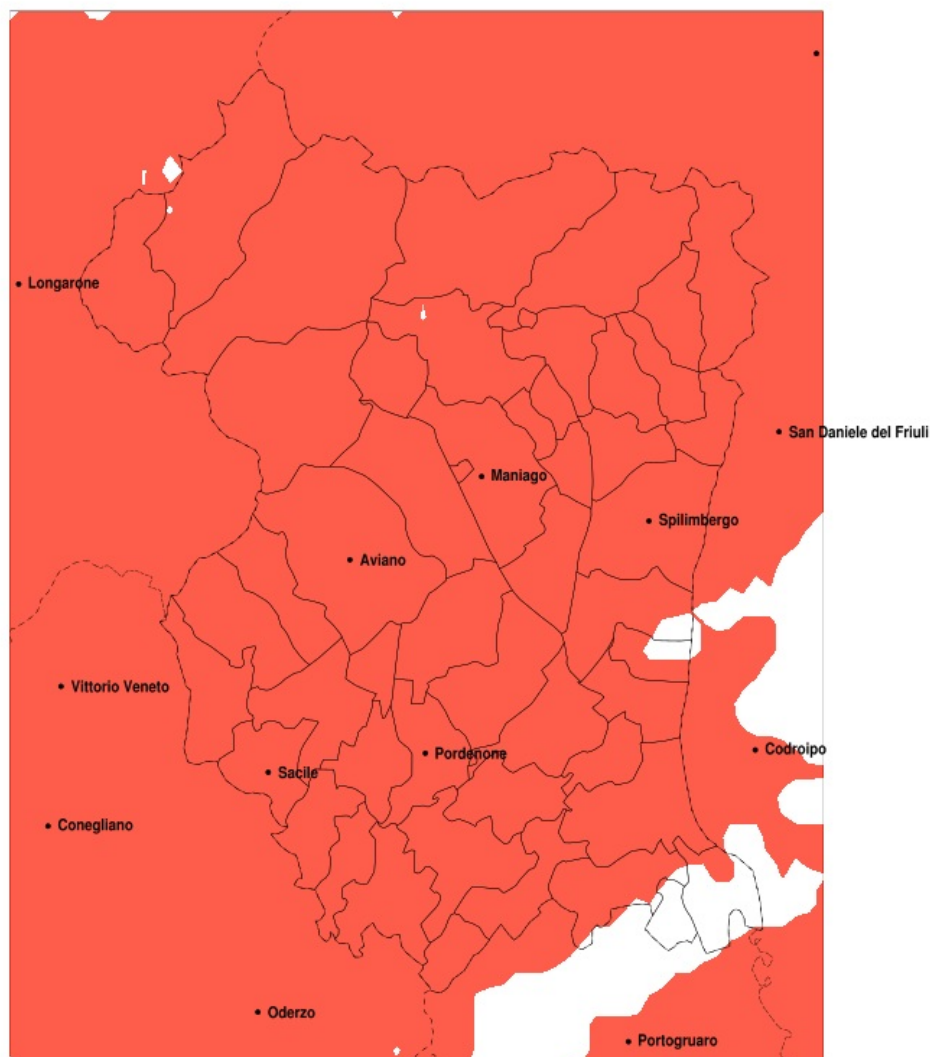 Longarone
San Daniele del Friuli
Maniago
Spilimbergo
Aviano
Vittorio Veneto
Codroipo
Pordenone
Sacile
Conegliano
Oderzo
Portogruaro